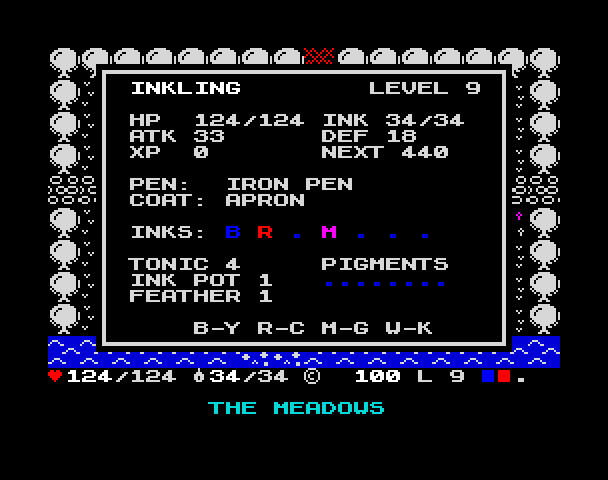 INKLING LEVEL 9
HP 124/124 INK 34/34
ATK 33 DEF 18
XP 0 NEXT 440
PEN: IRON PEN
COAT: APRON
INKS: B R . M . . .
TONIC 4 PIGMENTS
INK POT 1 ........
FEATHER 1
B-Y R-C M-G W-K
124/124 34/34 © 100 L 9 .
THE MEADOWS